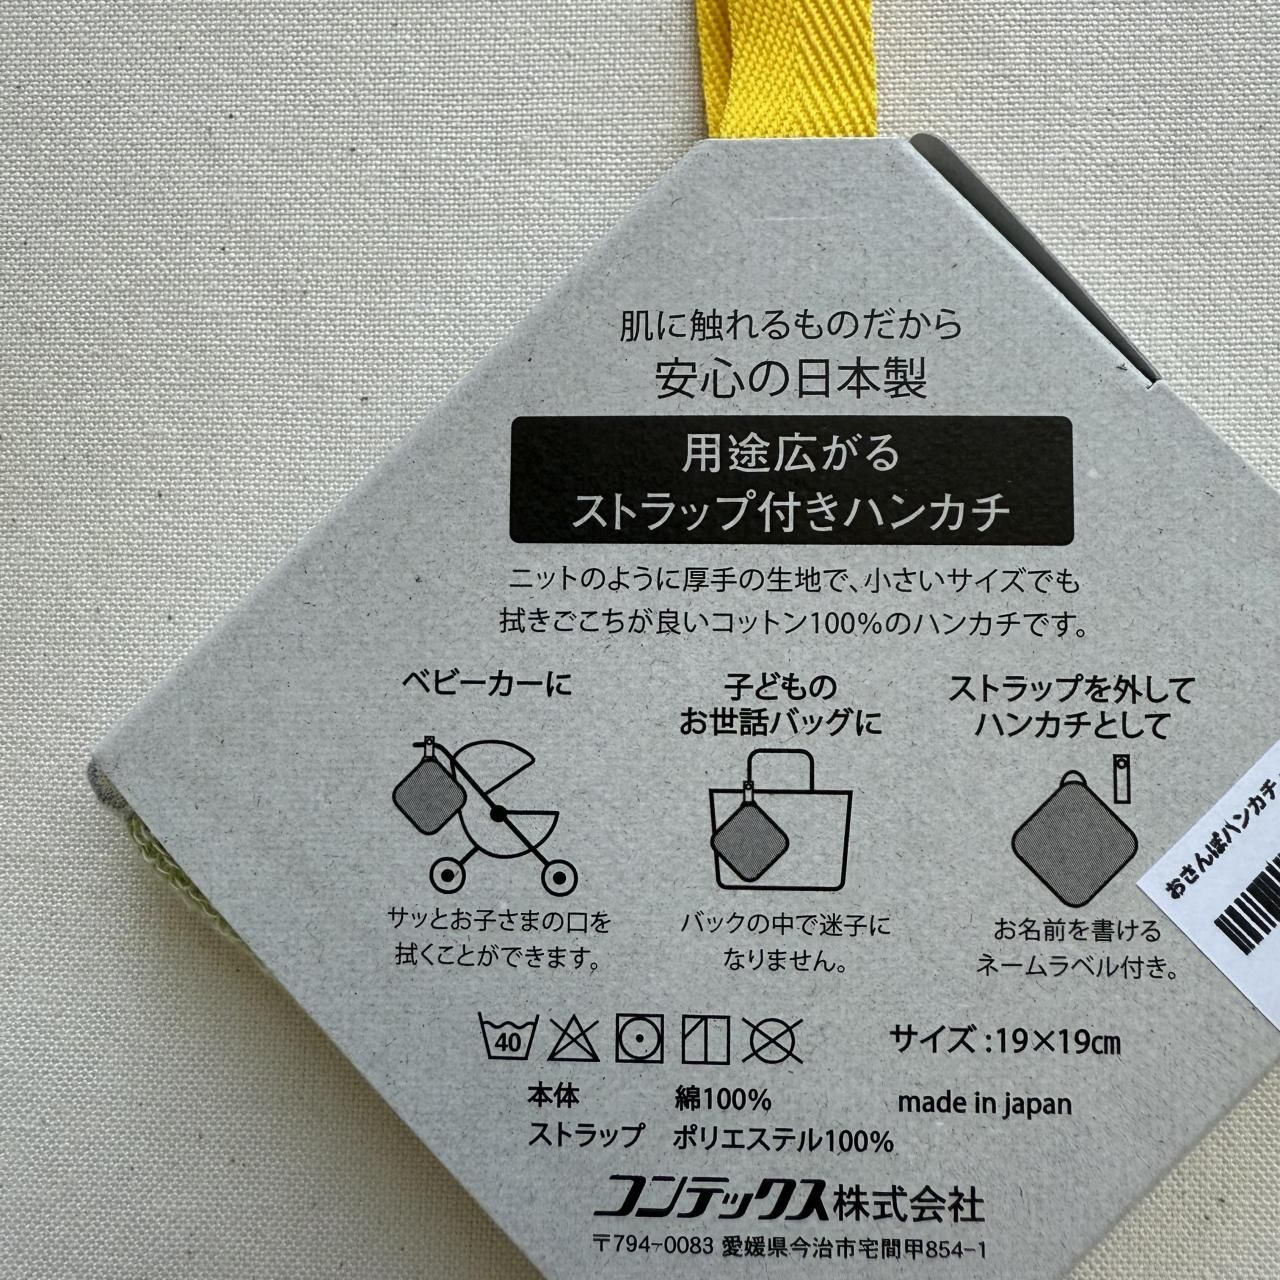 肌に触れるものだから
安心の日本製
用途広がる
ストラップ付きハンカチ
ニットのように厚手の生地で、小さいサイズでも
拭きごこちが良いコットン100%のハンカチです。
ベビーカーに
サッとお子さまの口を
拭くことができます。
子どもの
お世話バッグに
バックの中で迷子に
なりません。
ストラップを外して
ハンカチとして
お名前を書ける
ネームラベル付き。
おさんぽハンカチ
40
サイズ:19×19㎝
本体 綿100%
ストラップ ポリエステル100%
made in japan
コンテックス株式会社
〒794-0083 愛媛県今治市宅間甲854-1